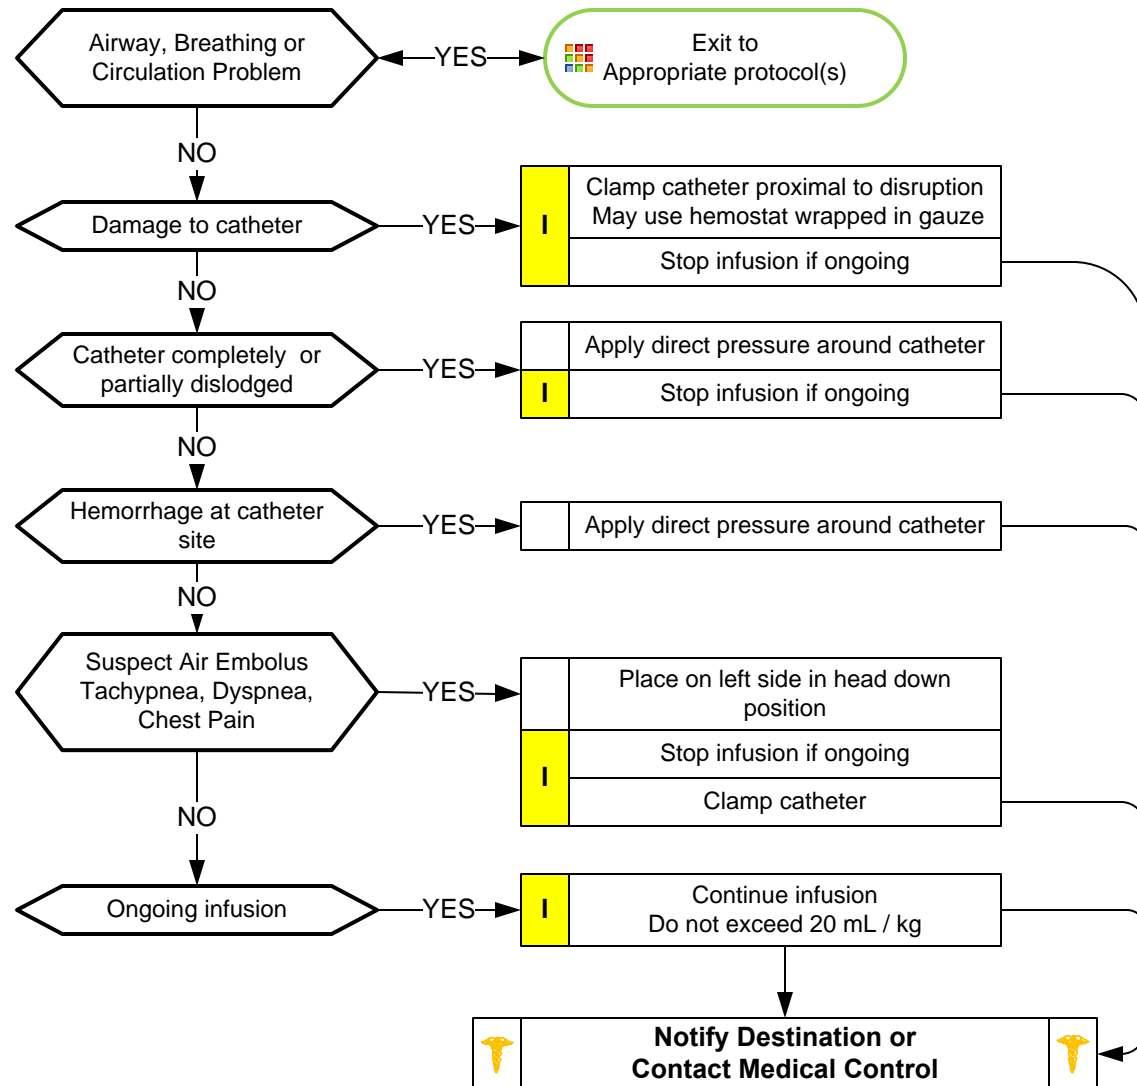 Airway, Breathing or
Circulation Problem
YES
Exit to
Appropriate protocol(s)
NO
Damage to catheter
YES
I
Clamp catheter proximal to disruption
May use hemostat wrapped in gauze
Stop infusion if ongoing
NO
Catheter completely or
partially dislodged
YES
Apply direct pressure around catheter
I
Stop infusion if ongoing
NO
Hemorrhage at catheter
site
YES
Apply direct pressure around catheter
NO
Suspect Air Embolus
Tachypnea, Dyspnea,
Chest Pain
YES
Place on left side in head down
position
I
Stop infusion if ongoing
Clamp catheter
NO
Ongoing infusion
YES
I
Continue infusion
Do not exceed 20 mL / kg
Notify Destination or
Contact Medical Control